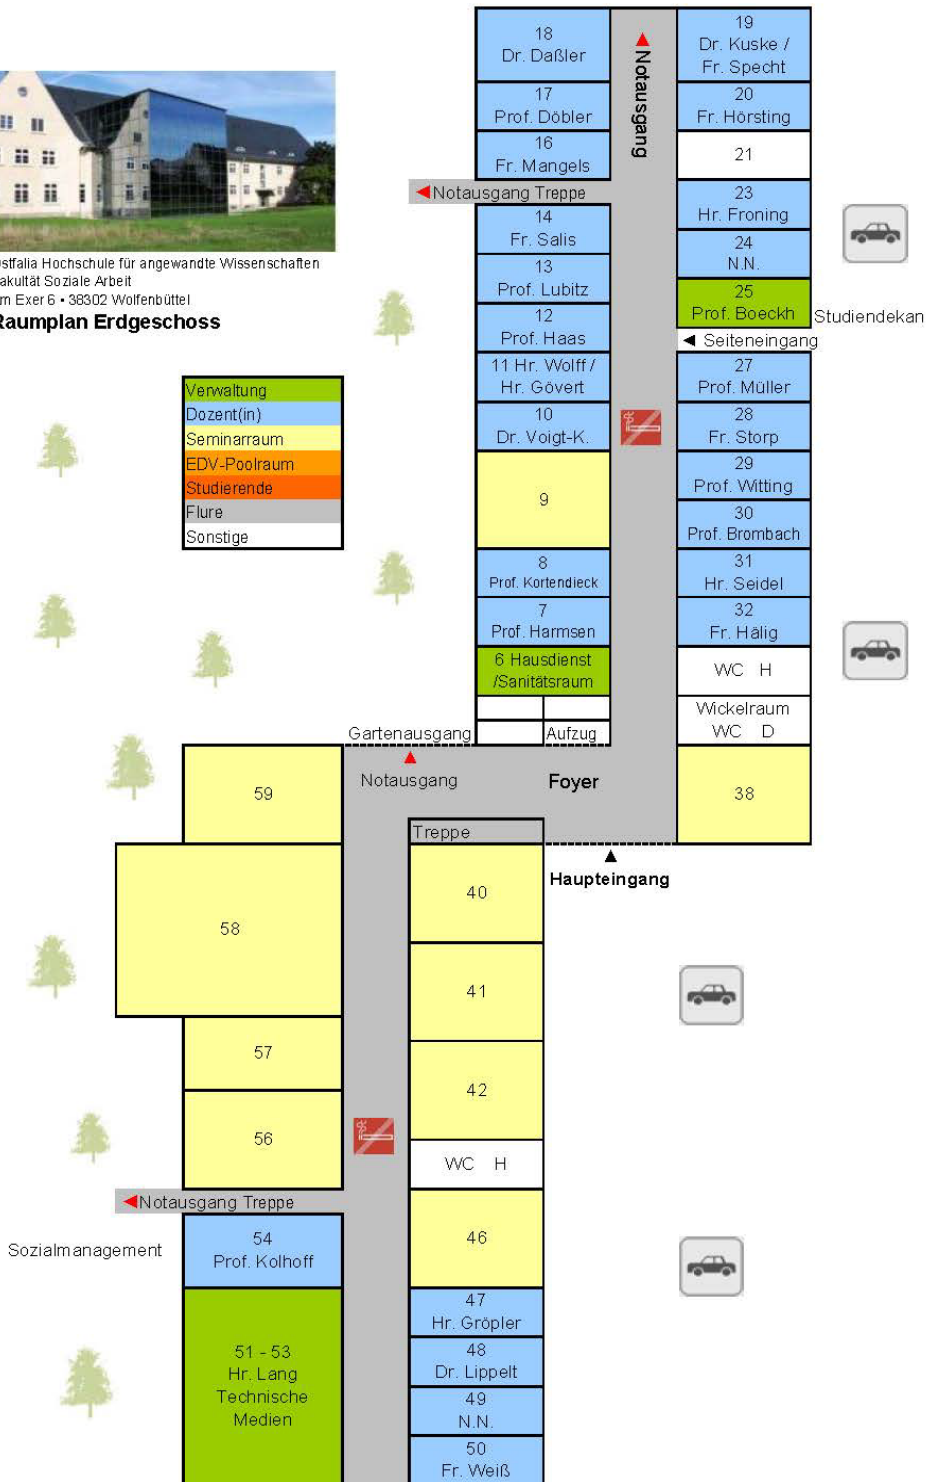 stfalia Hochschule für angewandte Wissenschaften
akultät Soziale Arbeit
m Exer 6 • 38302 Wolfenbüttel
Raumplan Erdgeschoss
Verwaltung
Dozent(in)
Seminarraum
EDV-Poolraum
Studierende
Flure
Sonstige
18
Dr. Daßler
17
Prof. Döbler
16
Fr. Mangels
Notausgang Treppe
14
Fr. Salis
13
Prof. Lubitz
12
Prof. Haas
11 Hr. Wolff /
Hr. Gövert
10
Dr. Voigt-K.
9
8
Prof. Kortendieck
7
Prof. Harmsen
6 Hausdienst
/Sanitätsraum
Aufzug
Notausgang
19
Dr. Kuske /
Fr. Specht
20
Fr. Hörsting
21
23
Hr. Froning
24
N.N.
25
Prof. Boeckh
Studiendekan
Seiteneingang
27
Prof. Müller
28
Fr. Storp
29
Prof. Witting
30
Prof. Brombach
31
Hr. Seidel
32
Fr. Hälig
WC H
Wickelraum
WC D
38
Gartenausgang
Notausgang
Foyer
Haupteingang
59
58
57
56
Notausgang Treppe
Sozialmanagement
54
Prof. Kolhoff
51 - 53
Hr. Lang
Technische
Medien
Treppe
40
41
42
WC H
46
47
Hr. Gröpler
48
Dr. Lippelt
49
N.N.
50
Fr. Weiß